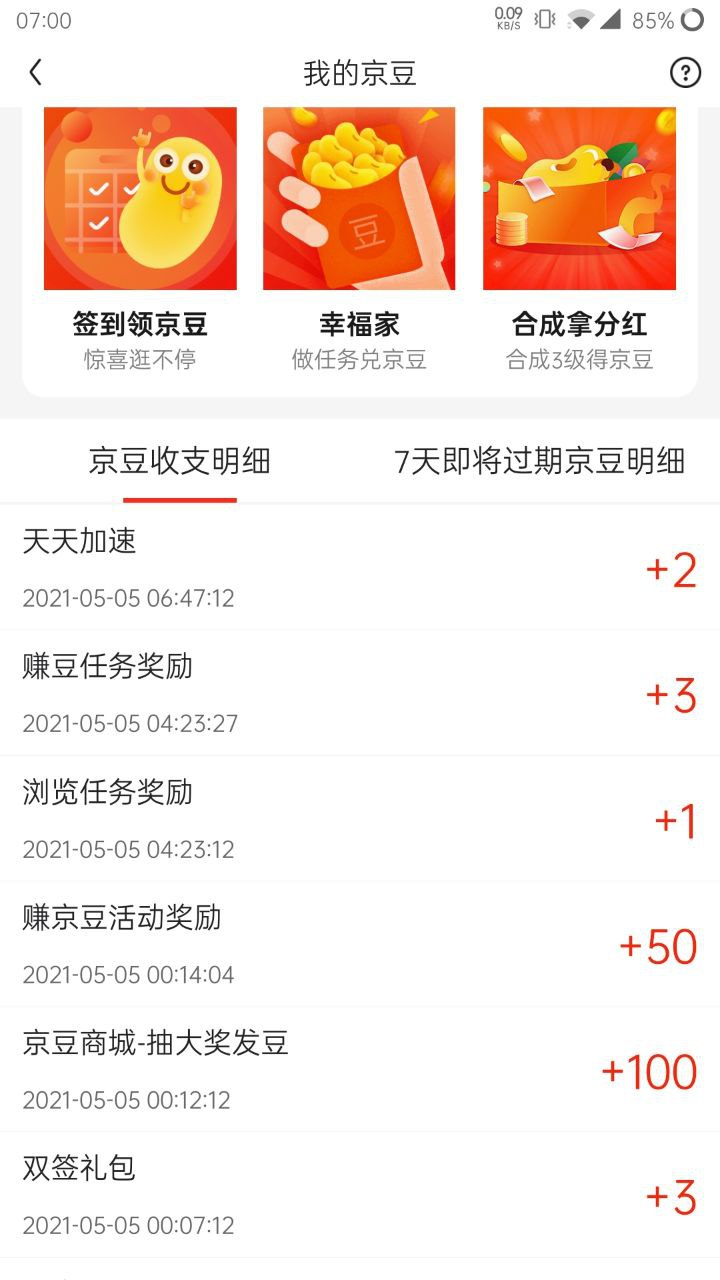 07:00
0.09 KB/S
85%
我的京豆
?
豆
签到领京豆 幸福家 合成拿分红
惊喜逛不停 做任务兑京豆 合成3级得京豆
京豆收支明细 7天即将过期京豆明细
天天加速
+2
2021-05-05 06:47:12
赚豆任务奖励
+3
2021-05-05 04:23:27
浏览任务奖励
+1
2021-05-05 04:23:12
赚京豆活动奖励
+50
2021-05-05 00:14:04
京豆商城-抽大奖发豆
+100
2021-05-05 00:12:12
双签礼包
+3
2021-05-05 00:07:12